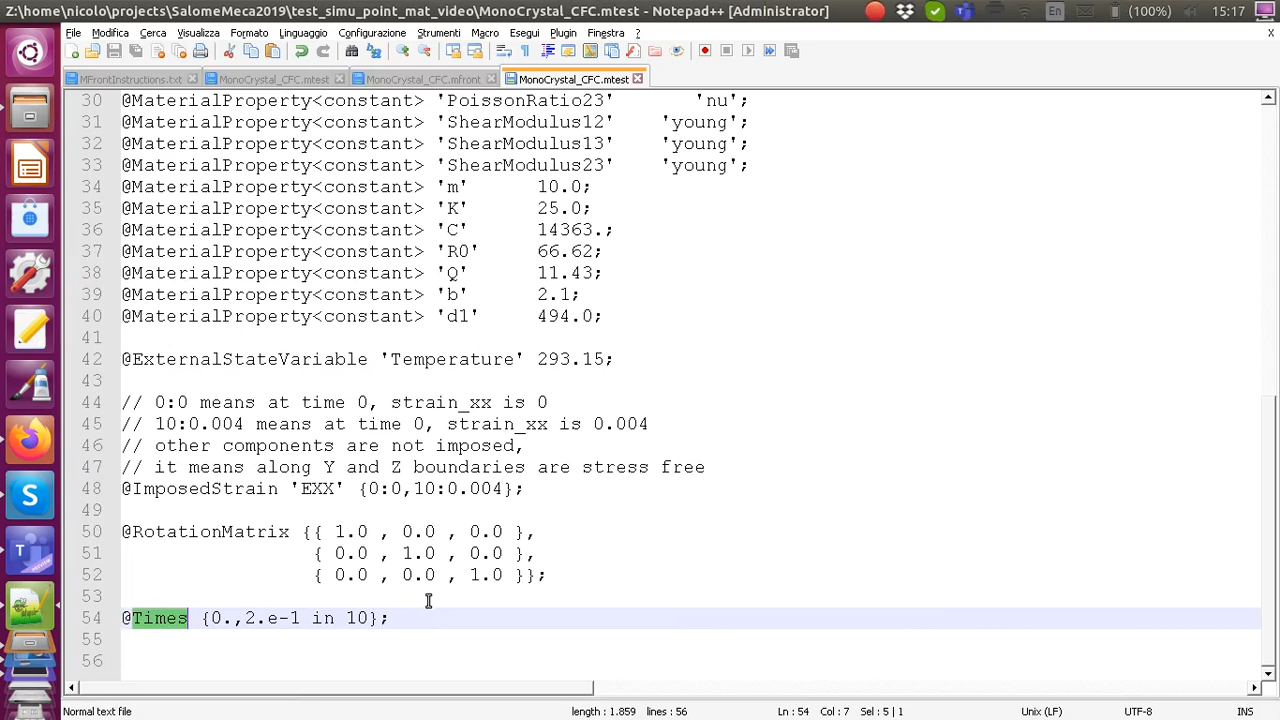 Z:\home\nicolo\projects\SalomeMeca2019\test_simu_point_mat_video\MonoCrystal_CFC.mtest - Notepad++ [Administrator]
En
(100%)
15:17
File Modifica Cerca Visualizza Formato Linguaggio Configurazione Strumenti Macro Esegui Plugin Finestra ?
X
MFrontInstructions.txt MonoCrystal_CFC.mtest MonoCrystal_CFC.mfront MonoCrystal_CFC.mtest
30 @MaterialProperty<constant> 'PoissonRatio23' 'nu';
31 @MaterialProperty<constant> 'ShearModulus12' 'young';
32 @MaterialProperty<constant> 'ShearModulus13' 'young';
33 @MaterialProperty<constant> 'ShearModulus23' 'young';
34 @MaterialProperty<constant> 'm' 10.0;
35 @MaterialProperty<constant> 'K' 25.0;
36 @MaterialProperty<constant> 'C' 14363.;
37 @MaterialProperty<constant> 'R0' 66.62;
38 @MaterialProperty<constant> 'Q' 11.43;
39 @MaterialProperty<constant> 'b' 2.1;
40 @MaterialProperty<constant> 'd1' 494.0;
41
42 @ExternalStateVariable 'Temperature' 293.15;
43
44 // 0:0 means at time 0, strain_xx is 0
45 // 10:0.004 means at time 0, strain_xx is 0.004
46 // other components are not imposed,
47 // it means along Y and Z boundaries are stress free
48 @ImposedStrain 'EXX' {0:0,10:0.004};
49
50 @RotationMatrix {{ 1.0 , 0.0 , 0.0 },
51 { 0.0 , 1.0 , 0.0 },
52 { 0.0 , 0.0 , 1.0 }};
53
54 @Times {0.,2.e-1 in 10};
55
56
Normal text file
length : 1.859 lines : 56
Ln : 54 Col : 7 Sel : 5 | 1
Unix (LF)
UTF-8
INS